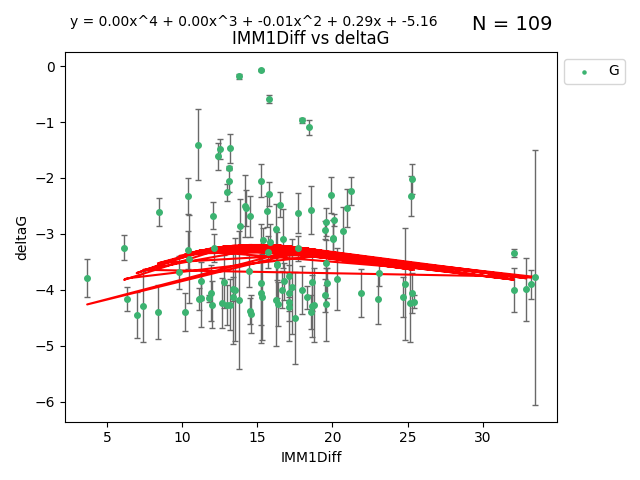 y = 0.00x^4 + 0.00x^3 + -0.01x^2 + 0.29x + -5.16
N = 109
IMM1Diff vs deltaG
G
0
−1
−2
−3
−4
−5
−6
deltaG
5 10 15 20 25 30
IMM1Diff